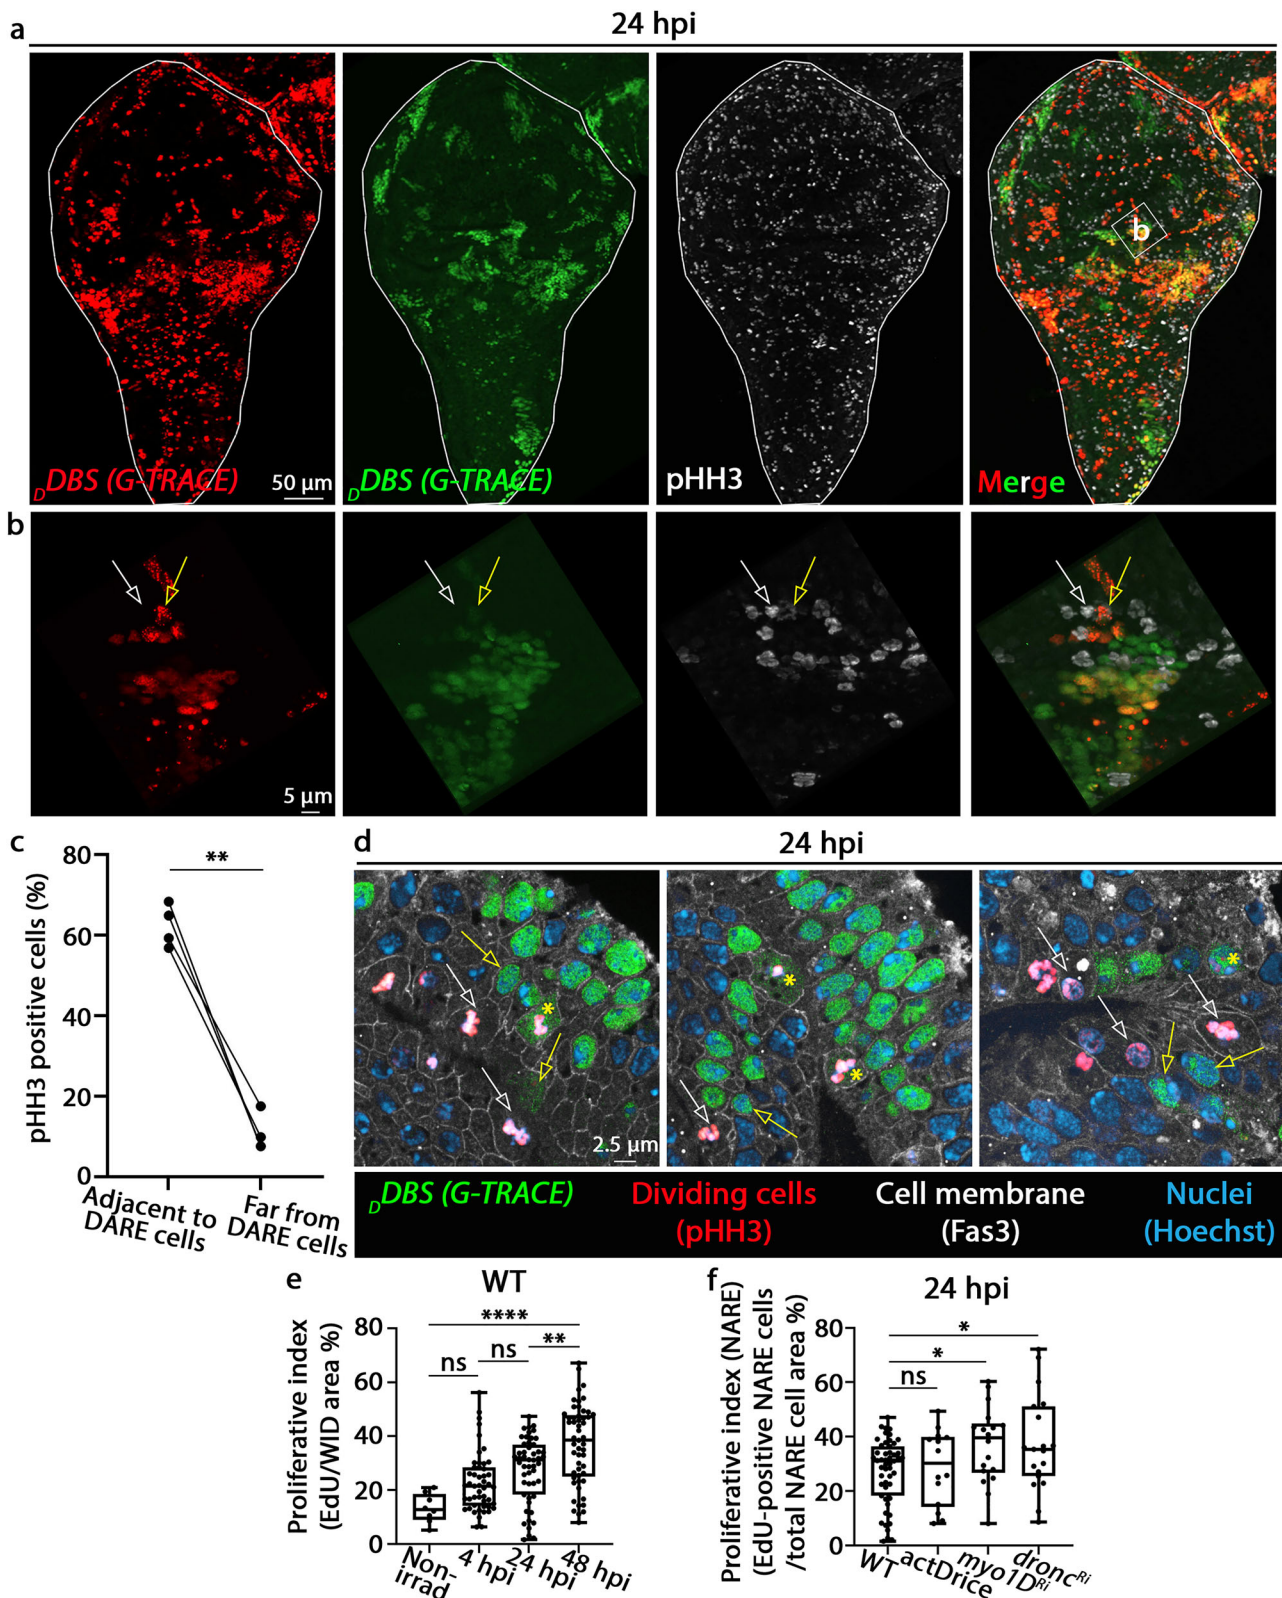 a
24 hpi
DDBS (G-TRACE)
50 μm
DDBS (G-TRACE)
pHH3
b
Merge
b
5 μm
c
80
60
40
20
0
pHH3 positive cells (%)
**
Adjacent to
DARE cells
Far from
DARE cells
d
24 hpi
*
2.5 μm
*
*
*
DDBS (G-TRACE)
Dividing cells
(pHH3)
Cell membrane
(Fas3)
Nuclei
(Hoechst)
e
WT
Proliferative index
(EdU/WID area %)
80
60
40
20
0
****
ns
ns
**
Non-
irrad
4 hpi
24 hpi
48 hpi
f
24 hpi
Proliferative index (NARE)
(EdU-positive NARE cells
/total NARE cell area %)
80
60
40
20
0
*
*
ns
WT
actDrice
myo1DRi
droncRi